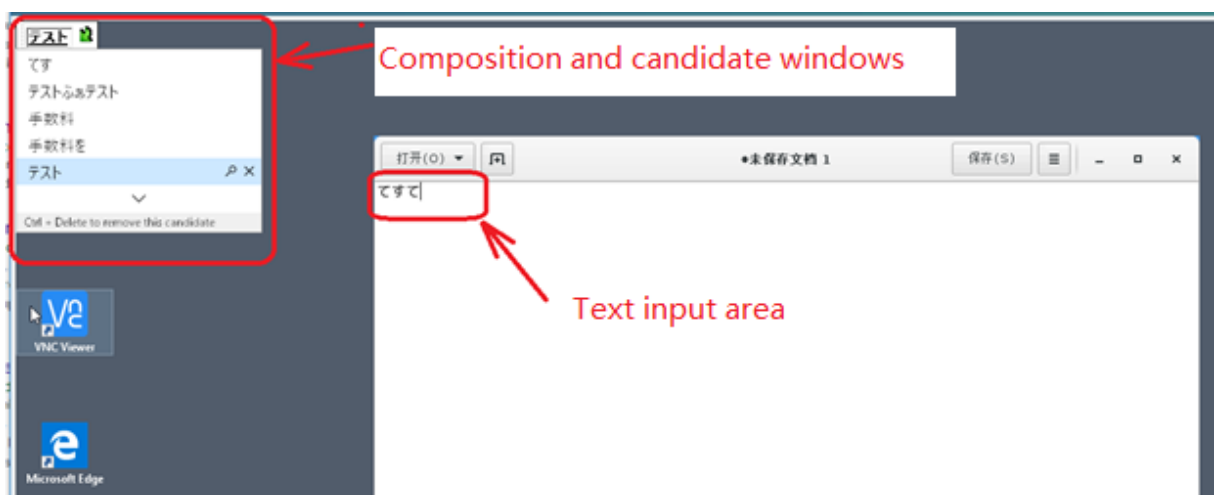 テスト
てす
テストふぁテスト
手数料
手数料を
テスト
Ctrl + Delete to remove this candidate
Composition and candidate windows
打开(O)
•未保存文档 1
保存(S)
てすて
Text input area
VNC Viewer
Microsoft Edge